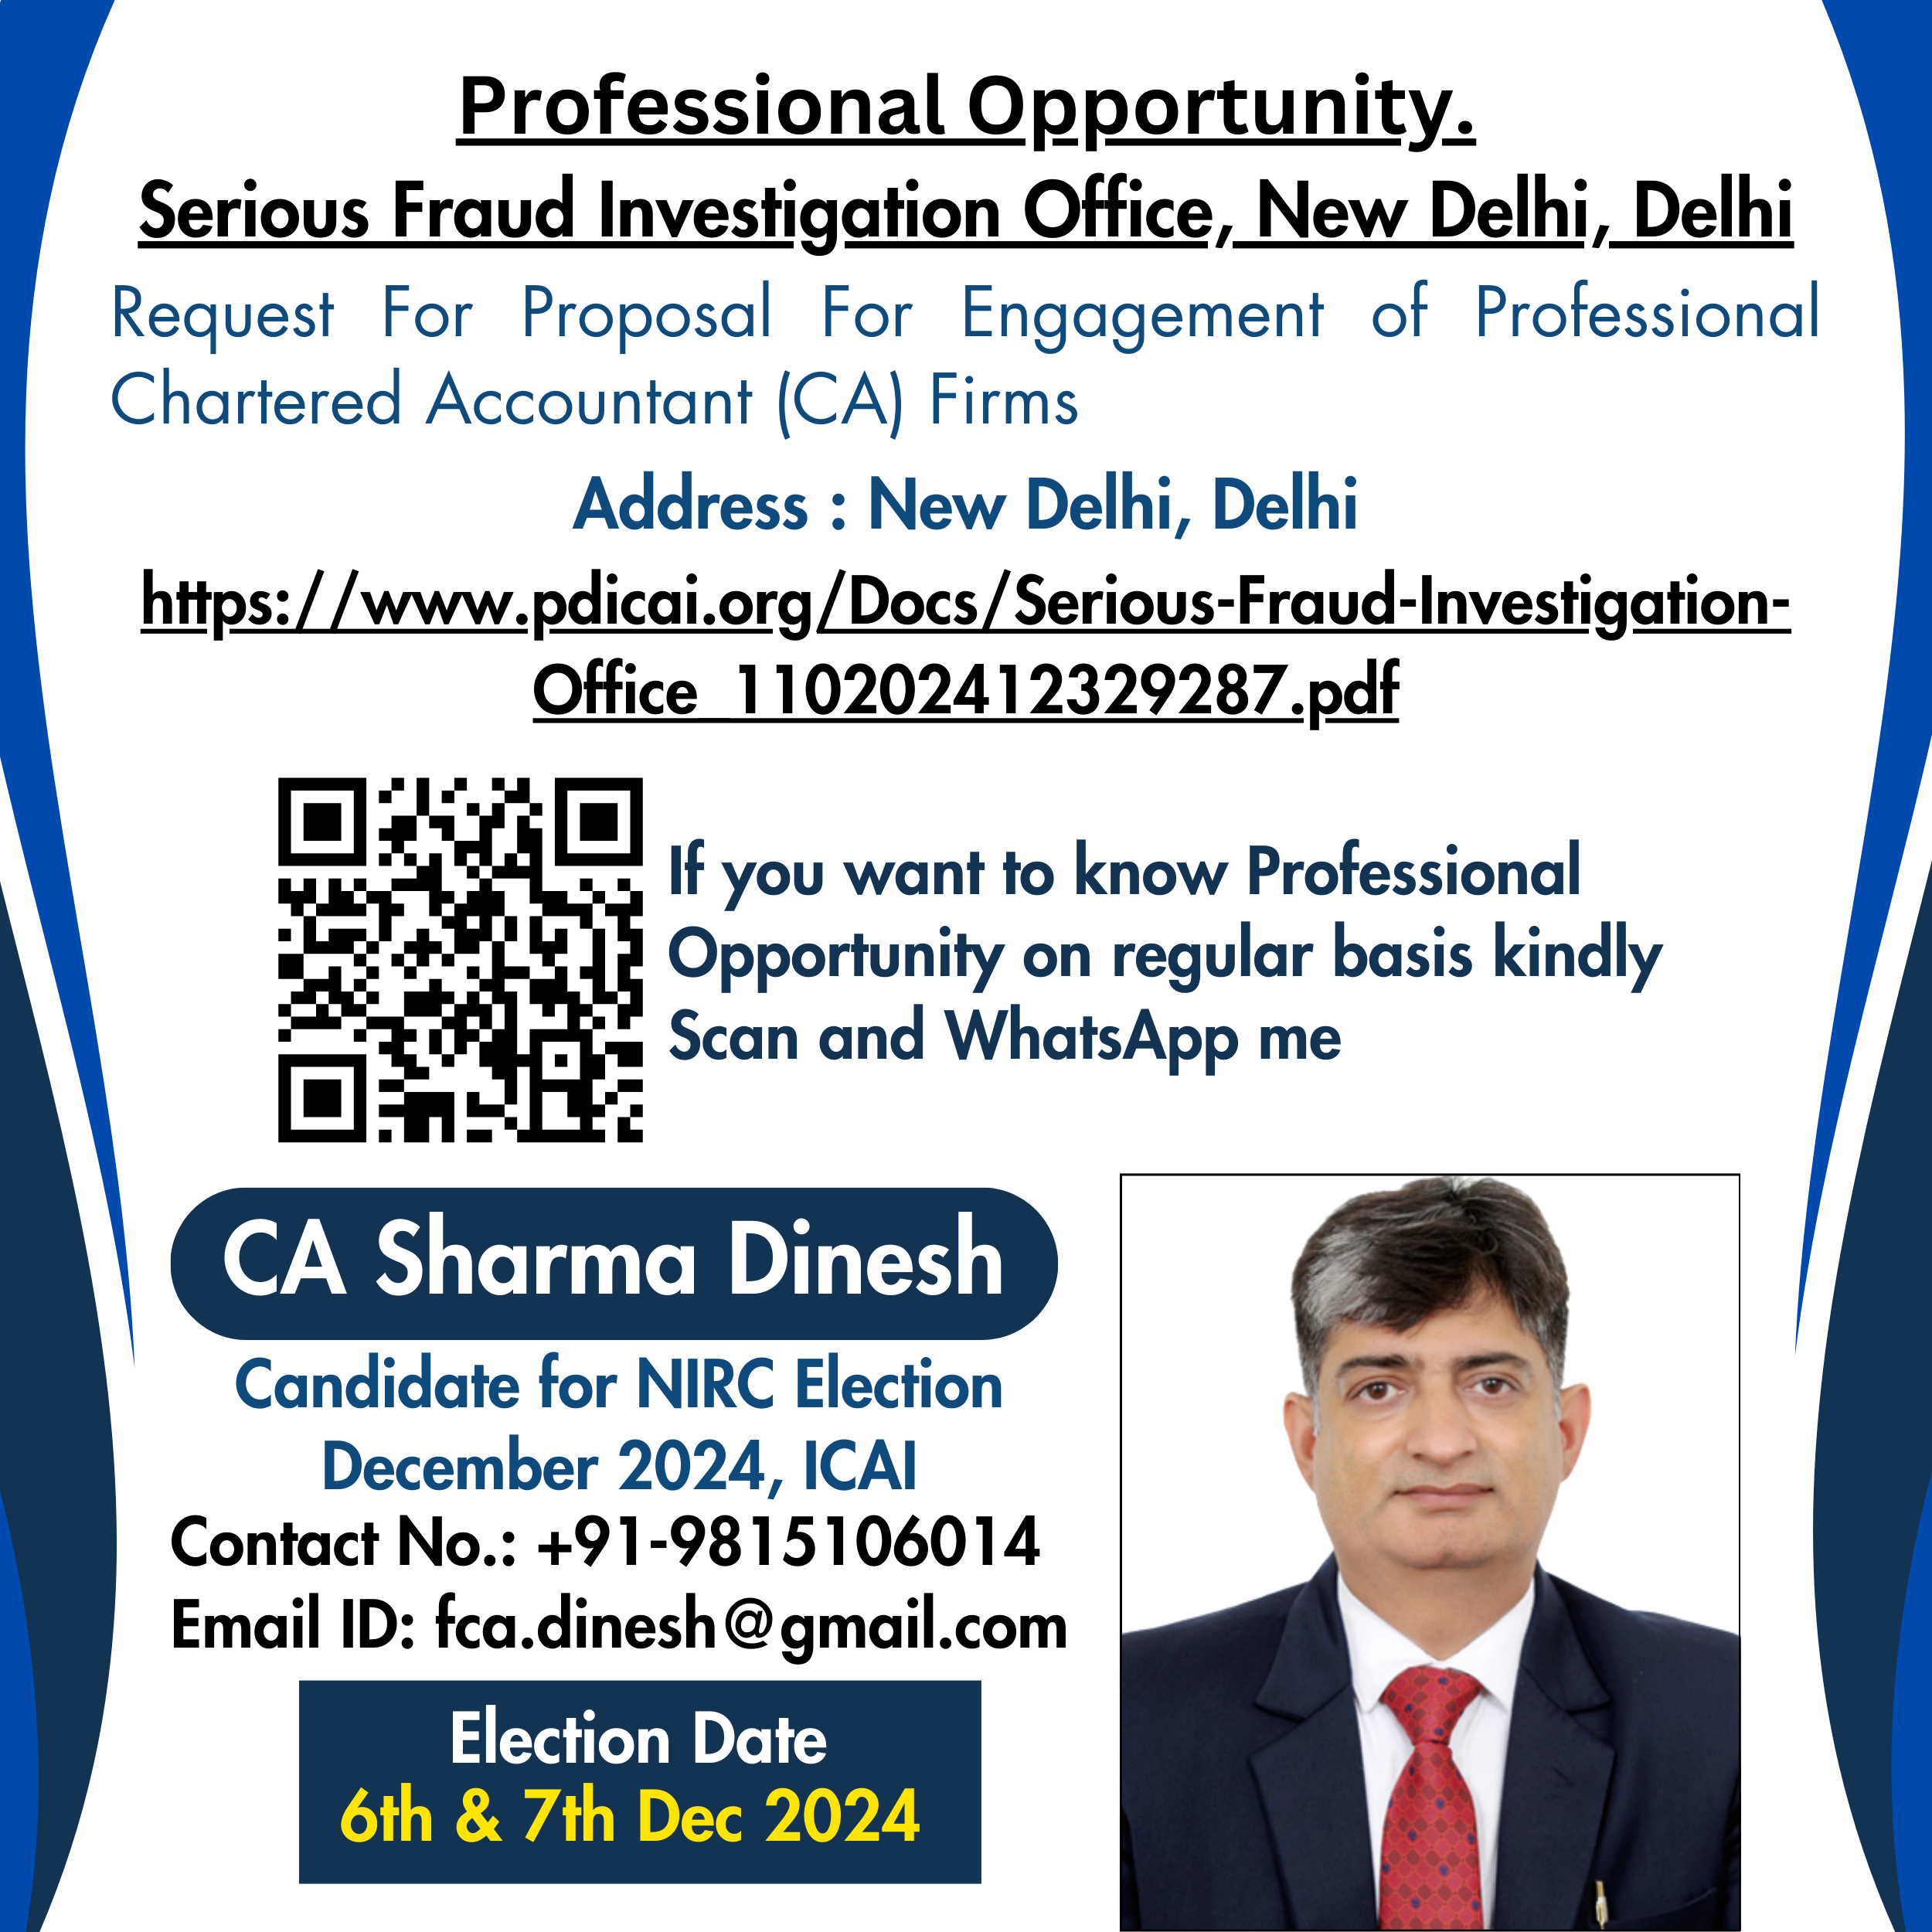 Professional Opportunity.
Serious Fraud Investigation Office, New Delhi, Delhi
Request For Proposal For Engagement of Professional
Chartered Accountant (CA) Firms
Address : New Delhi, Delhi
https://www.pdicai.org/Docs/Serious-Fraud-Investigation-
Office_110202412329287.pdf
If you want to know Professional
Opportunity on regular basis kindly
Scan and WhatsApp me
CA Sharma Dinesh
Candidate for NIRC Election
December 2024, ICAI
Contact No.: +91-9815106014
Email ID: fca.dinesh@gmail.com
Election Date
6th & 7th Dec 2024